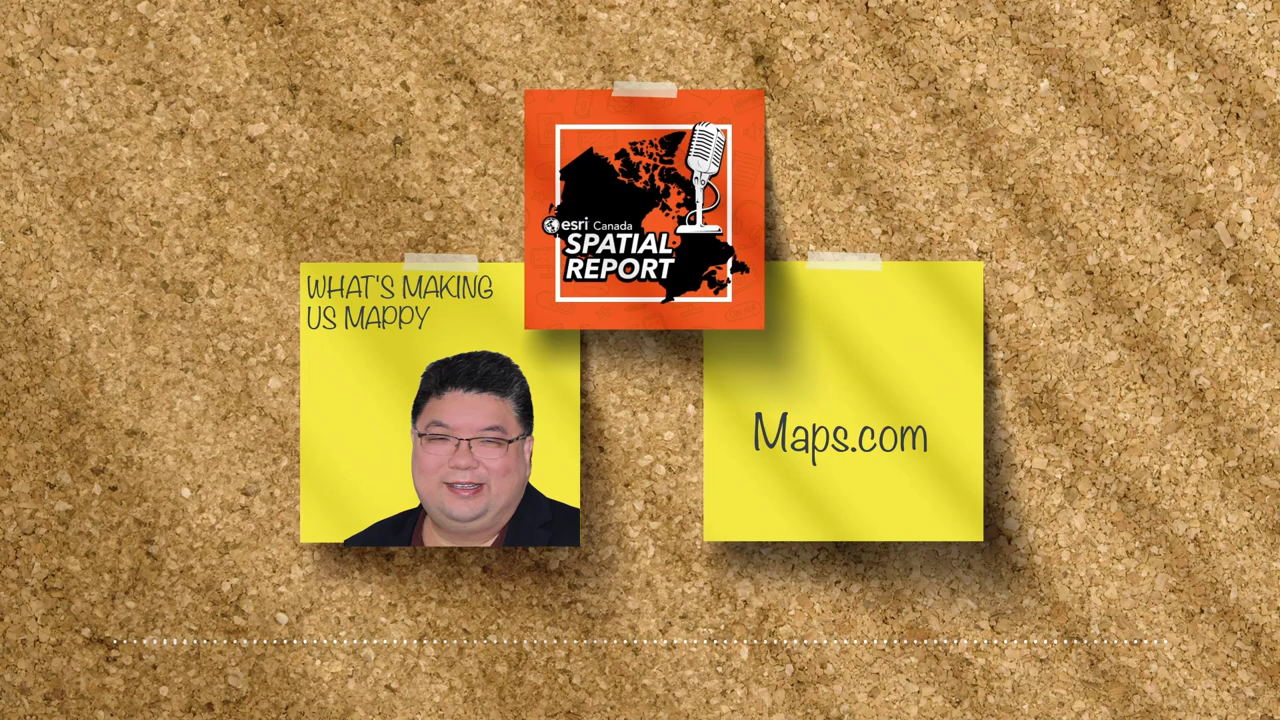 esri Canada
SPATIAL
REPORT
WHAT'S MAKING
US MAPPY
Maps.com